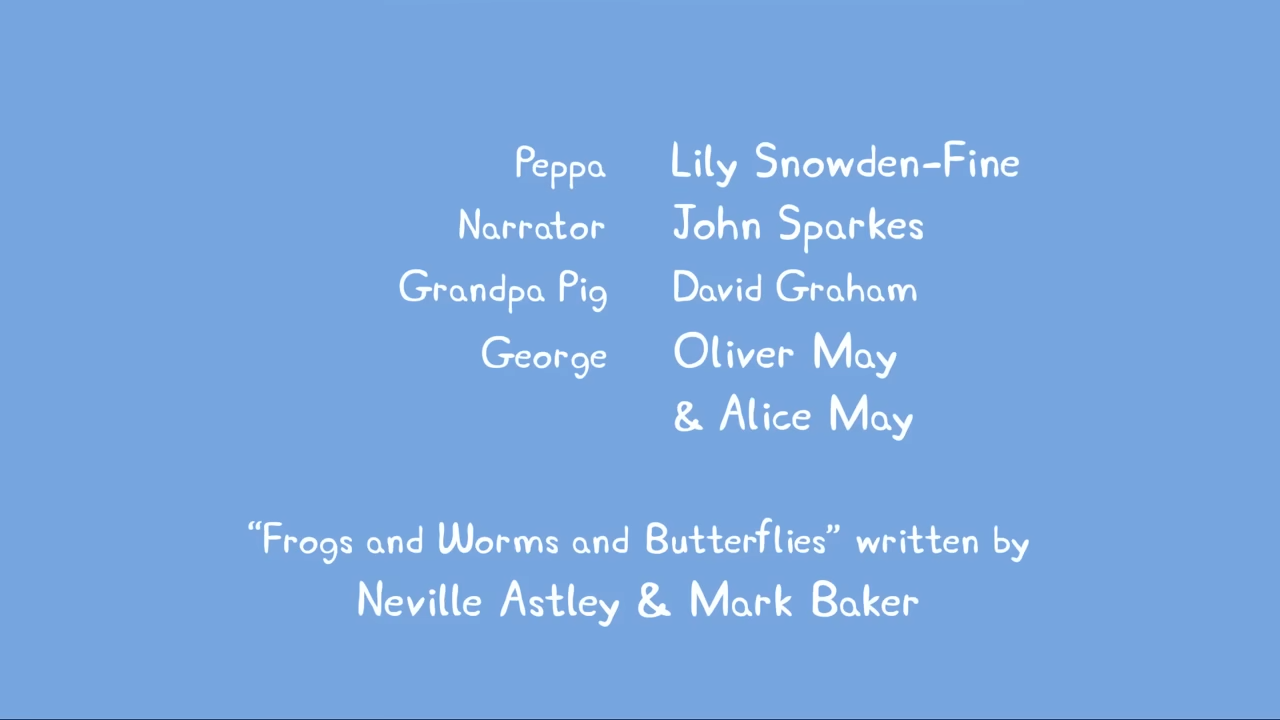 Peppa Lily Snowden-Fine
Narrator John Sparkes
Grandpa Pig David Graham
George Oliver May
& Alice May
“Frogs and Worms and Butterflies” written by
Neville Astley & Mark Baker